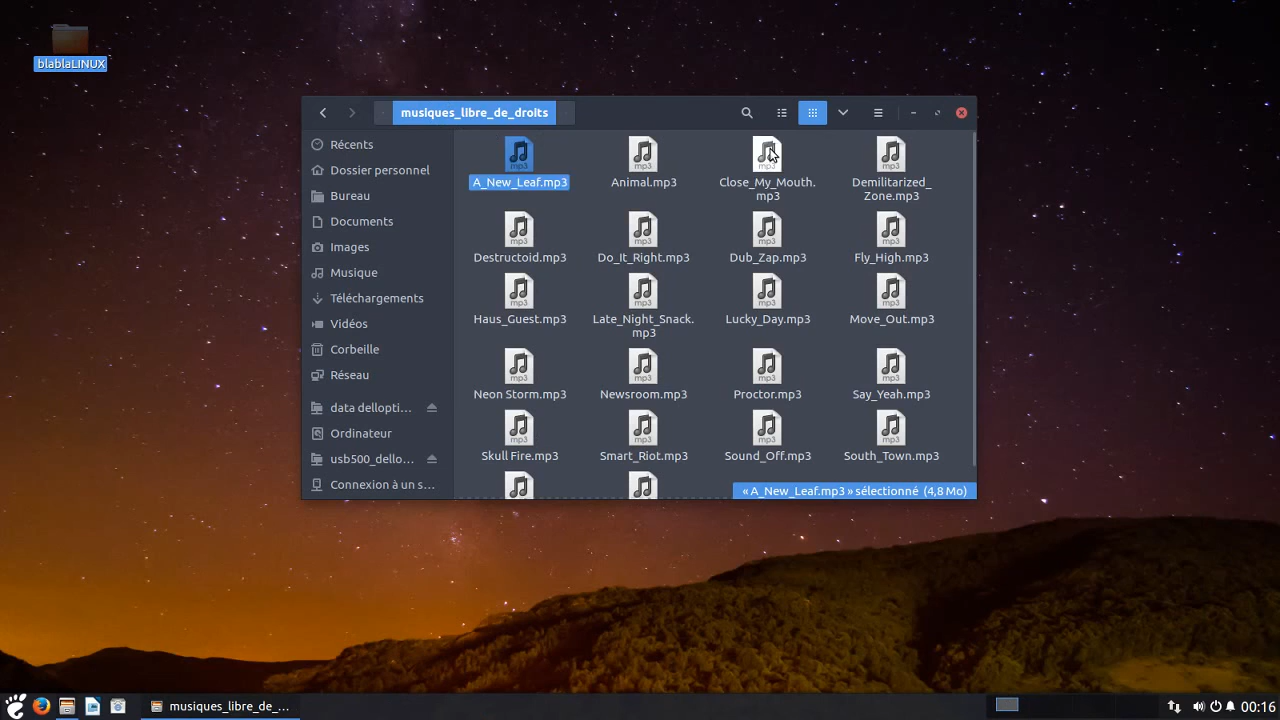 blablaLINUX
musiques_libre_de_droits
Récents
Dossier personnel
Bureau
Documents
Images
Musique
Téléchargements
Vidéos
Corbeille
Réseau
data dellopti...
Ordinateur
usb500_dello...
Connexion à un s...
A_New_Leaf.mp3
Animal.mp3
Close_My_Mouth.
mp3
Demilitarized_
Zone.mp3
Destructoid.mp3
Do_It_Right.mp3
Dub_Zap.mp3
Fly_High.mp3
Haus_Guest.mp3
Late_Night_Snack.
mp3
Lucky_Day.mp3
Move_Out.mp3
Neon Storm.mp3
Newsroom.mp3
Proctor.mp3
Say_Yeah.mp3
Skull Fire.mp3
Smart_Riot.mp3
Sound_Off.mp3
South_Town.mp3
« A_New_Leaf.mp3 » sélectionné (4,8 Mo)
musiques_libre_de_...
00:16